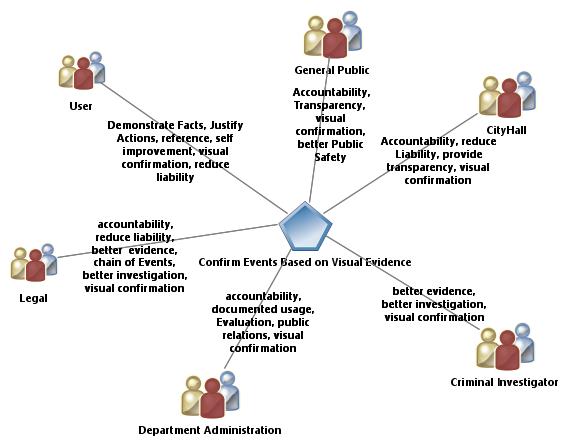 General Public
User
Accountability,
Transparency,
visual
confirmation,
better Public
Safety
CityHall
Demonstrate Facts, Justify
Actions, reference, self
improvement, visual
confirmation, reduce
liability
Accountability, reduce
Liability, provide
transparency, visual
confirmation
accountability,
reduce liability,
better evidence,
chain of Events,
better investigation,
visual confirmation
Legal
Confirm Events Based on Visual Evidence
accountability,
documented usage,
Evaluation, public
relations, visual
confirmation
better evidence,
better investigation,
visual confirmation
Criminal Investigator
Department Administration